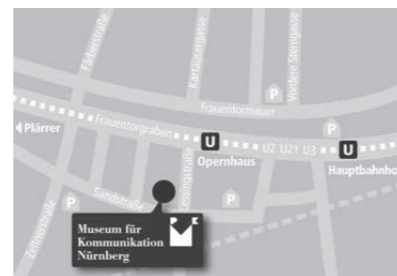 Färberstraße
Kartäusergasse
Vordere Sterngasse
P
Frauentormauer
P
Plärrer
Frauentorgraben
U
Opernhaus
U2 U21 U3
U
Hauptbahnho
Lessingstraße
Sandstraße
P
P
Zeltnerstraße
Museum für
Kommunikation
Nürnberg